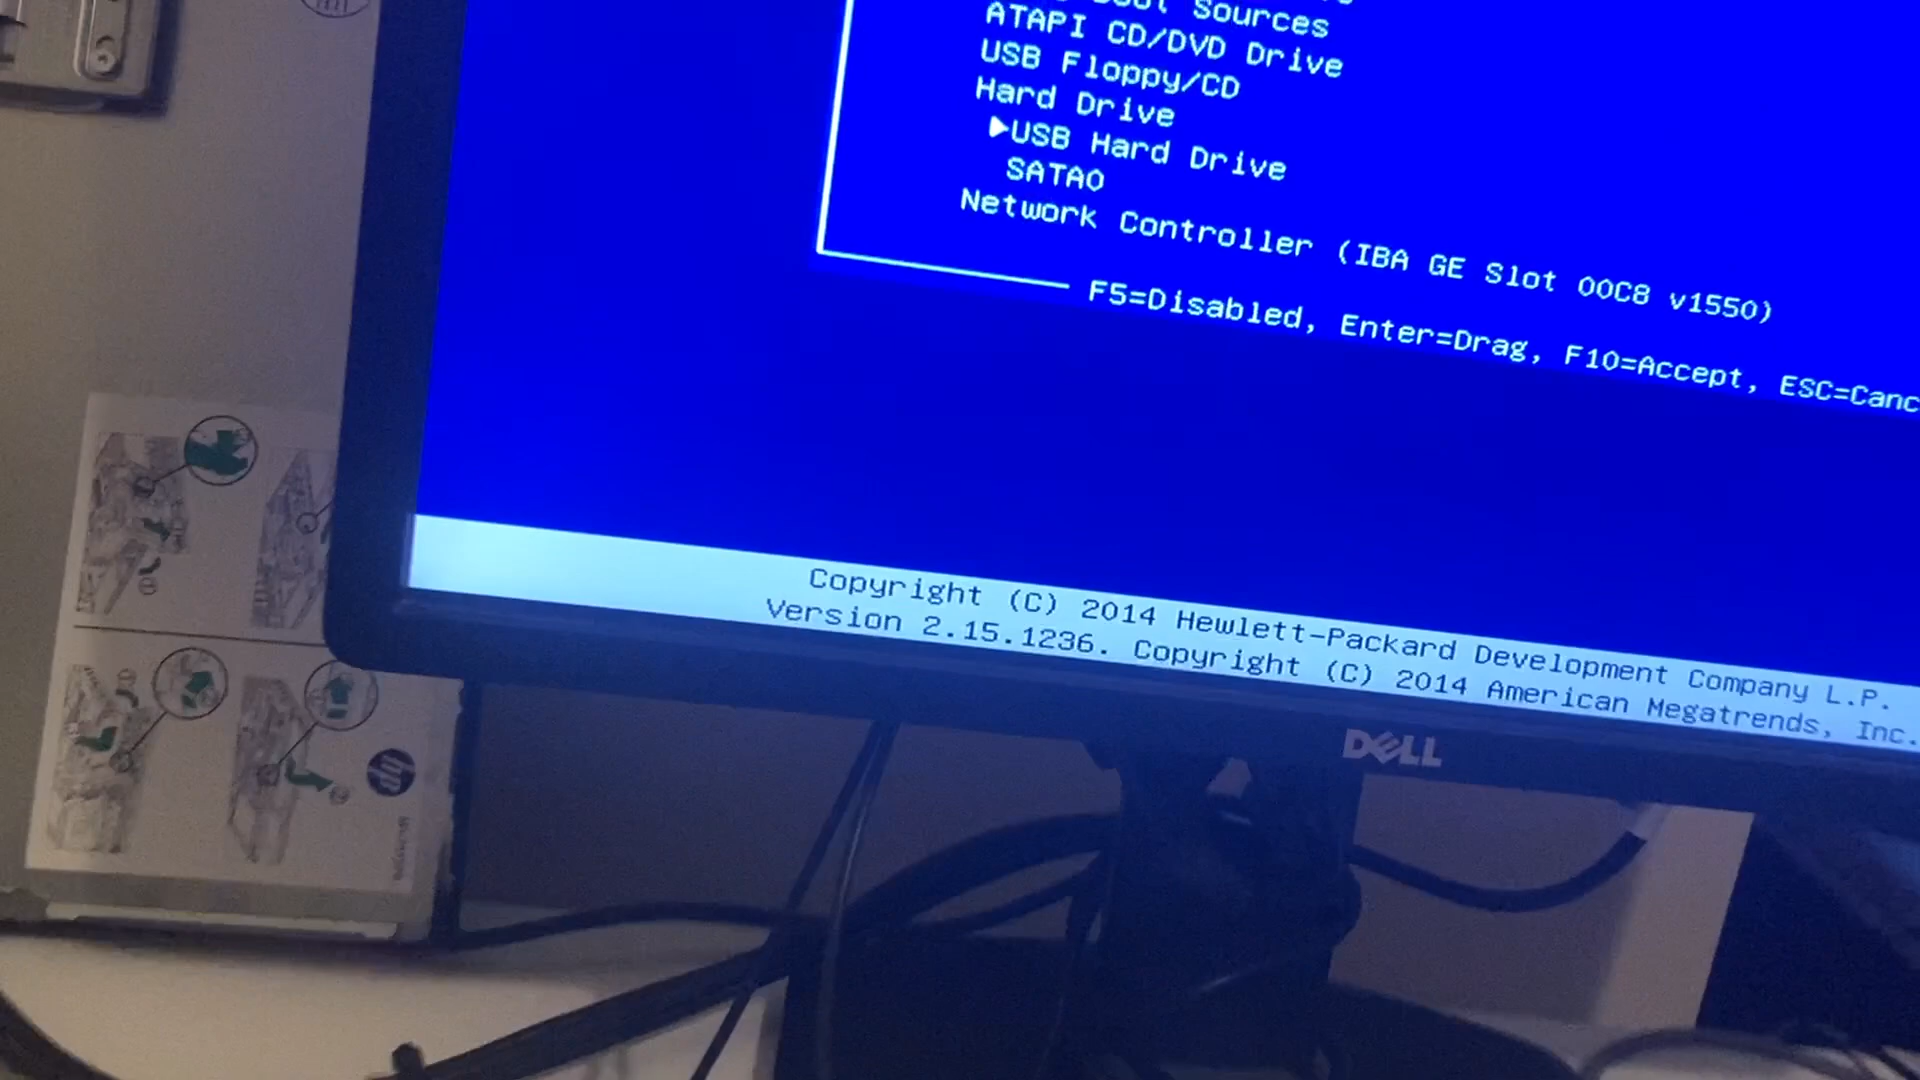 Sources
ATAPI CD/DVD Drive
USB Floppy/CD
Hard Drive
USB Hard Drive
SATA0
Network Controller (IBA GE Slot 00C8 v1550)
F5=Disabled, Enter=Drag, F10=Accept, ESC=Canc
Copyright (C) 2014 Hewlett-Packard Development Company L.P.
Version 2.15.1236. Copyright (C) 2014 American Megatrends, Inc.
DELL
hp